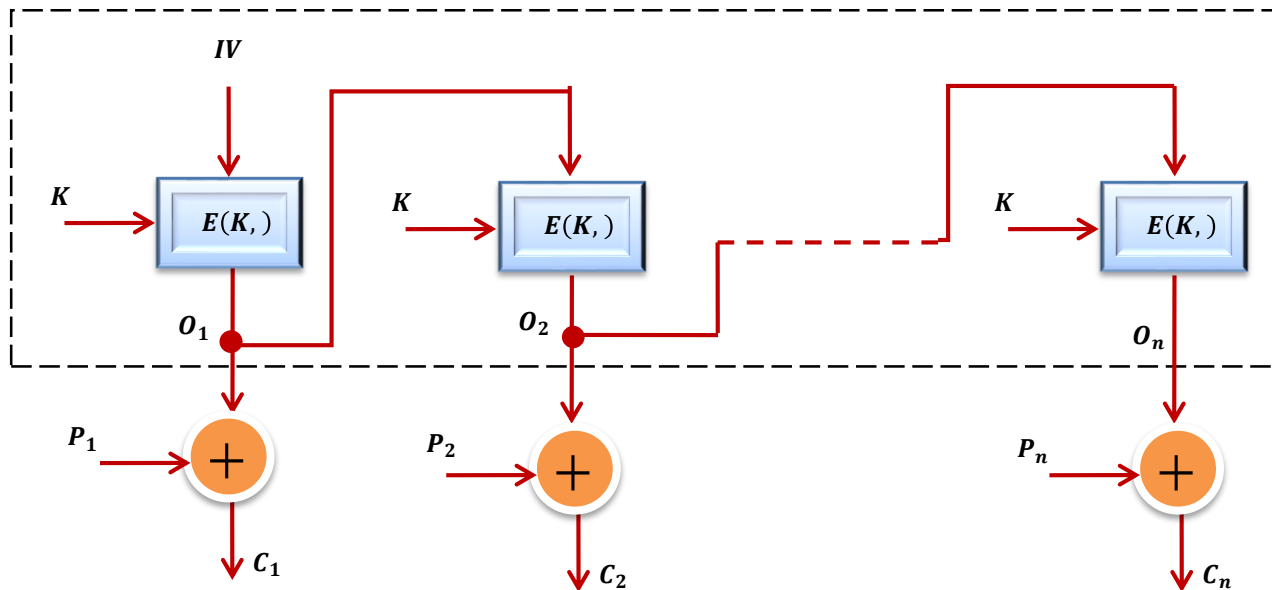 IV
K
E(K, )
K
E(K, )
K
E(K, )
O₁
O₂
Oₙ
P₁
+
P₂
+
Pₙ
+
C₁
C₂
Cₙ